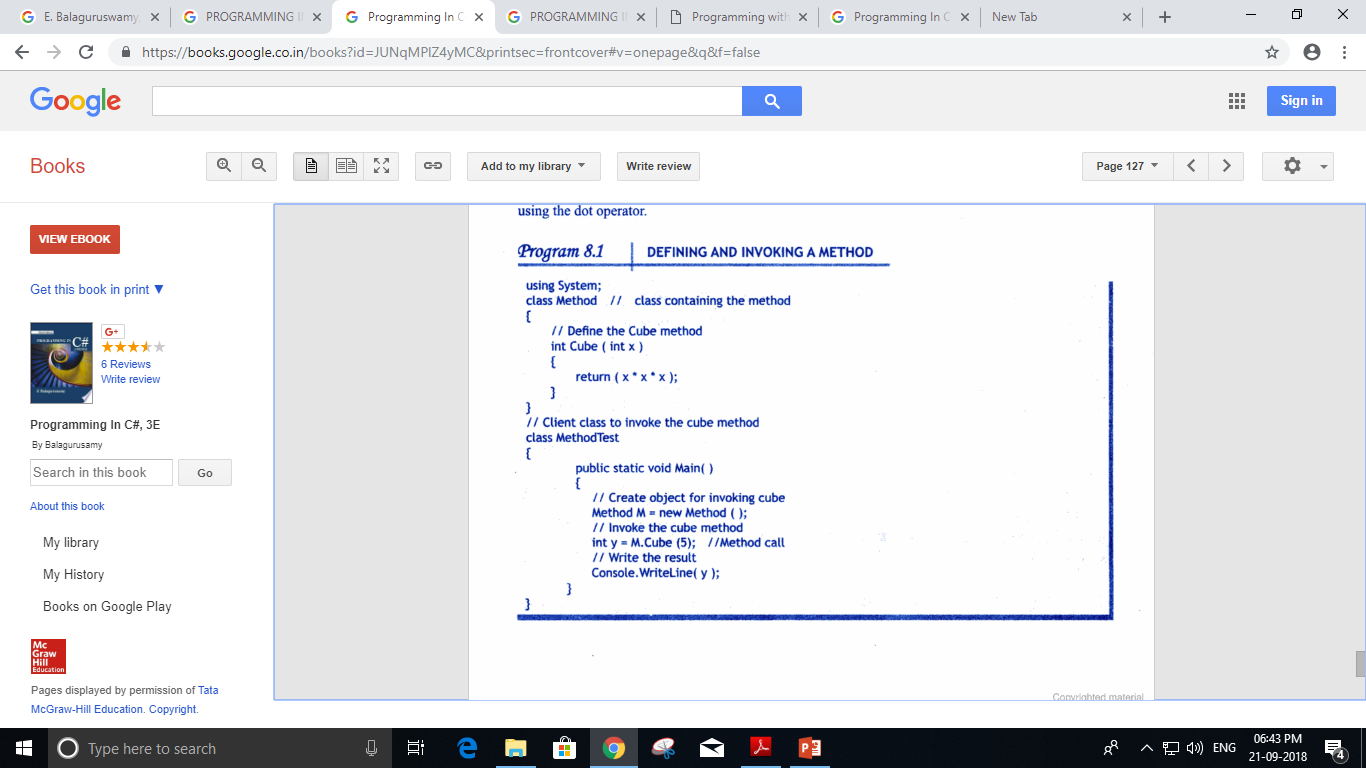 E. Balaguruswamy,
PROGRAMMING I
Programming In C
PROGRAMMING I
Programming with
Programming In C
New Tab
https://books.google.co.in/books?id=JUNqMPlZ4yMC&printsec=frontcover#v=onepage&q&f=false
Google
Sign in
Books
Add to my library
Write review
Page 127
VIEW EBOOK
Get this book in print ▼
G+
6 Reviews
Write review
PROGRAMMING IN C#
Programming In C#, 3E
By Balagurusamy
Search in this book
Go
About this book
My library
My History
Books on Google Play
Mc
Graw
Hill
Education
Pages displayed by permission of Tata
McGraw-Hill Education. Copyright.
using the dot operator.
Program 8.1 | DEFINING AND INVOKING A METHOD
using System;
class Method // class containing the method
{
// Define the Cube method
int Cube ( int x )
{
return ( x * x * x );
}
}
// Client class to invoke the cube method
class MethodTest
{
public static void Main( )
{
// Create object for invoking cube
Method M = new Method ( );
// Invoke the cube method
int y = M.Cube (5); //Method call
// Write the result
Console.WriteLine( y );
}
}
Copyrighted material
Type here to search
ENG
06:43 PM
21-09-2018
4